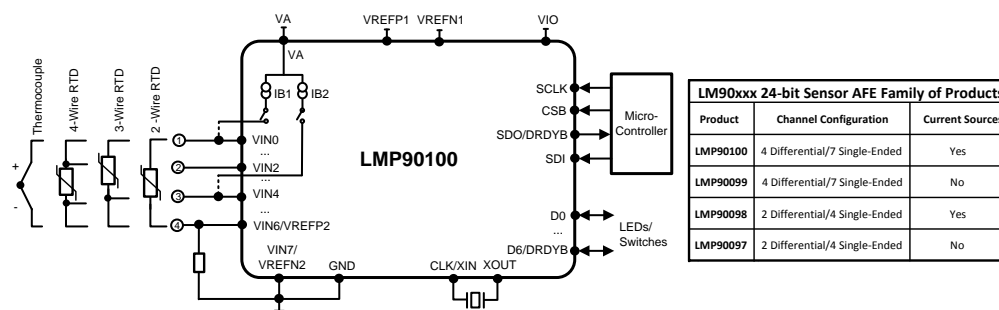 VA
VREFP1
VREFN1
VIO
VA
IB1
IB2
Thermocouple
4-Wire RTD
3-Wire RTD
2 -Wire RTD
+
-
1
2
3
4
VIN0
...
VIN2
...
VIN4
...
VIN6/VREFP2
VIN7/
VREFN2
GND
CLK/XIN
XOUT
LMP90100
SCLK
CSB
SDO/DRDYB
SDI
D0
...
D6/DRDYB
Micro-
Controller
LEDs/
Switches
LM90xxx 24-bit Sensor AFE Family of Products
Product Channel Configuration Current Sources
LMP90100 4 Differential/7 Single-Ended Yes
LMP90099 4 Differential/7 Single-Ended No
LMP90098 2 Differential/4 Single-Ended Yes
LMP90097 2 Differential/4 Single-Ended No